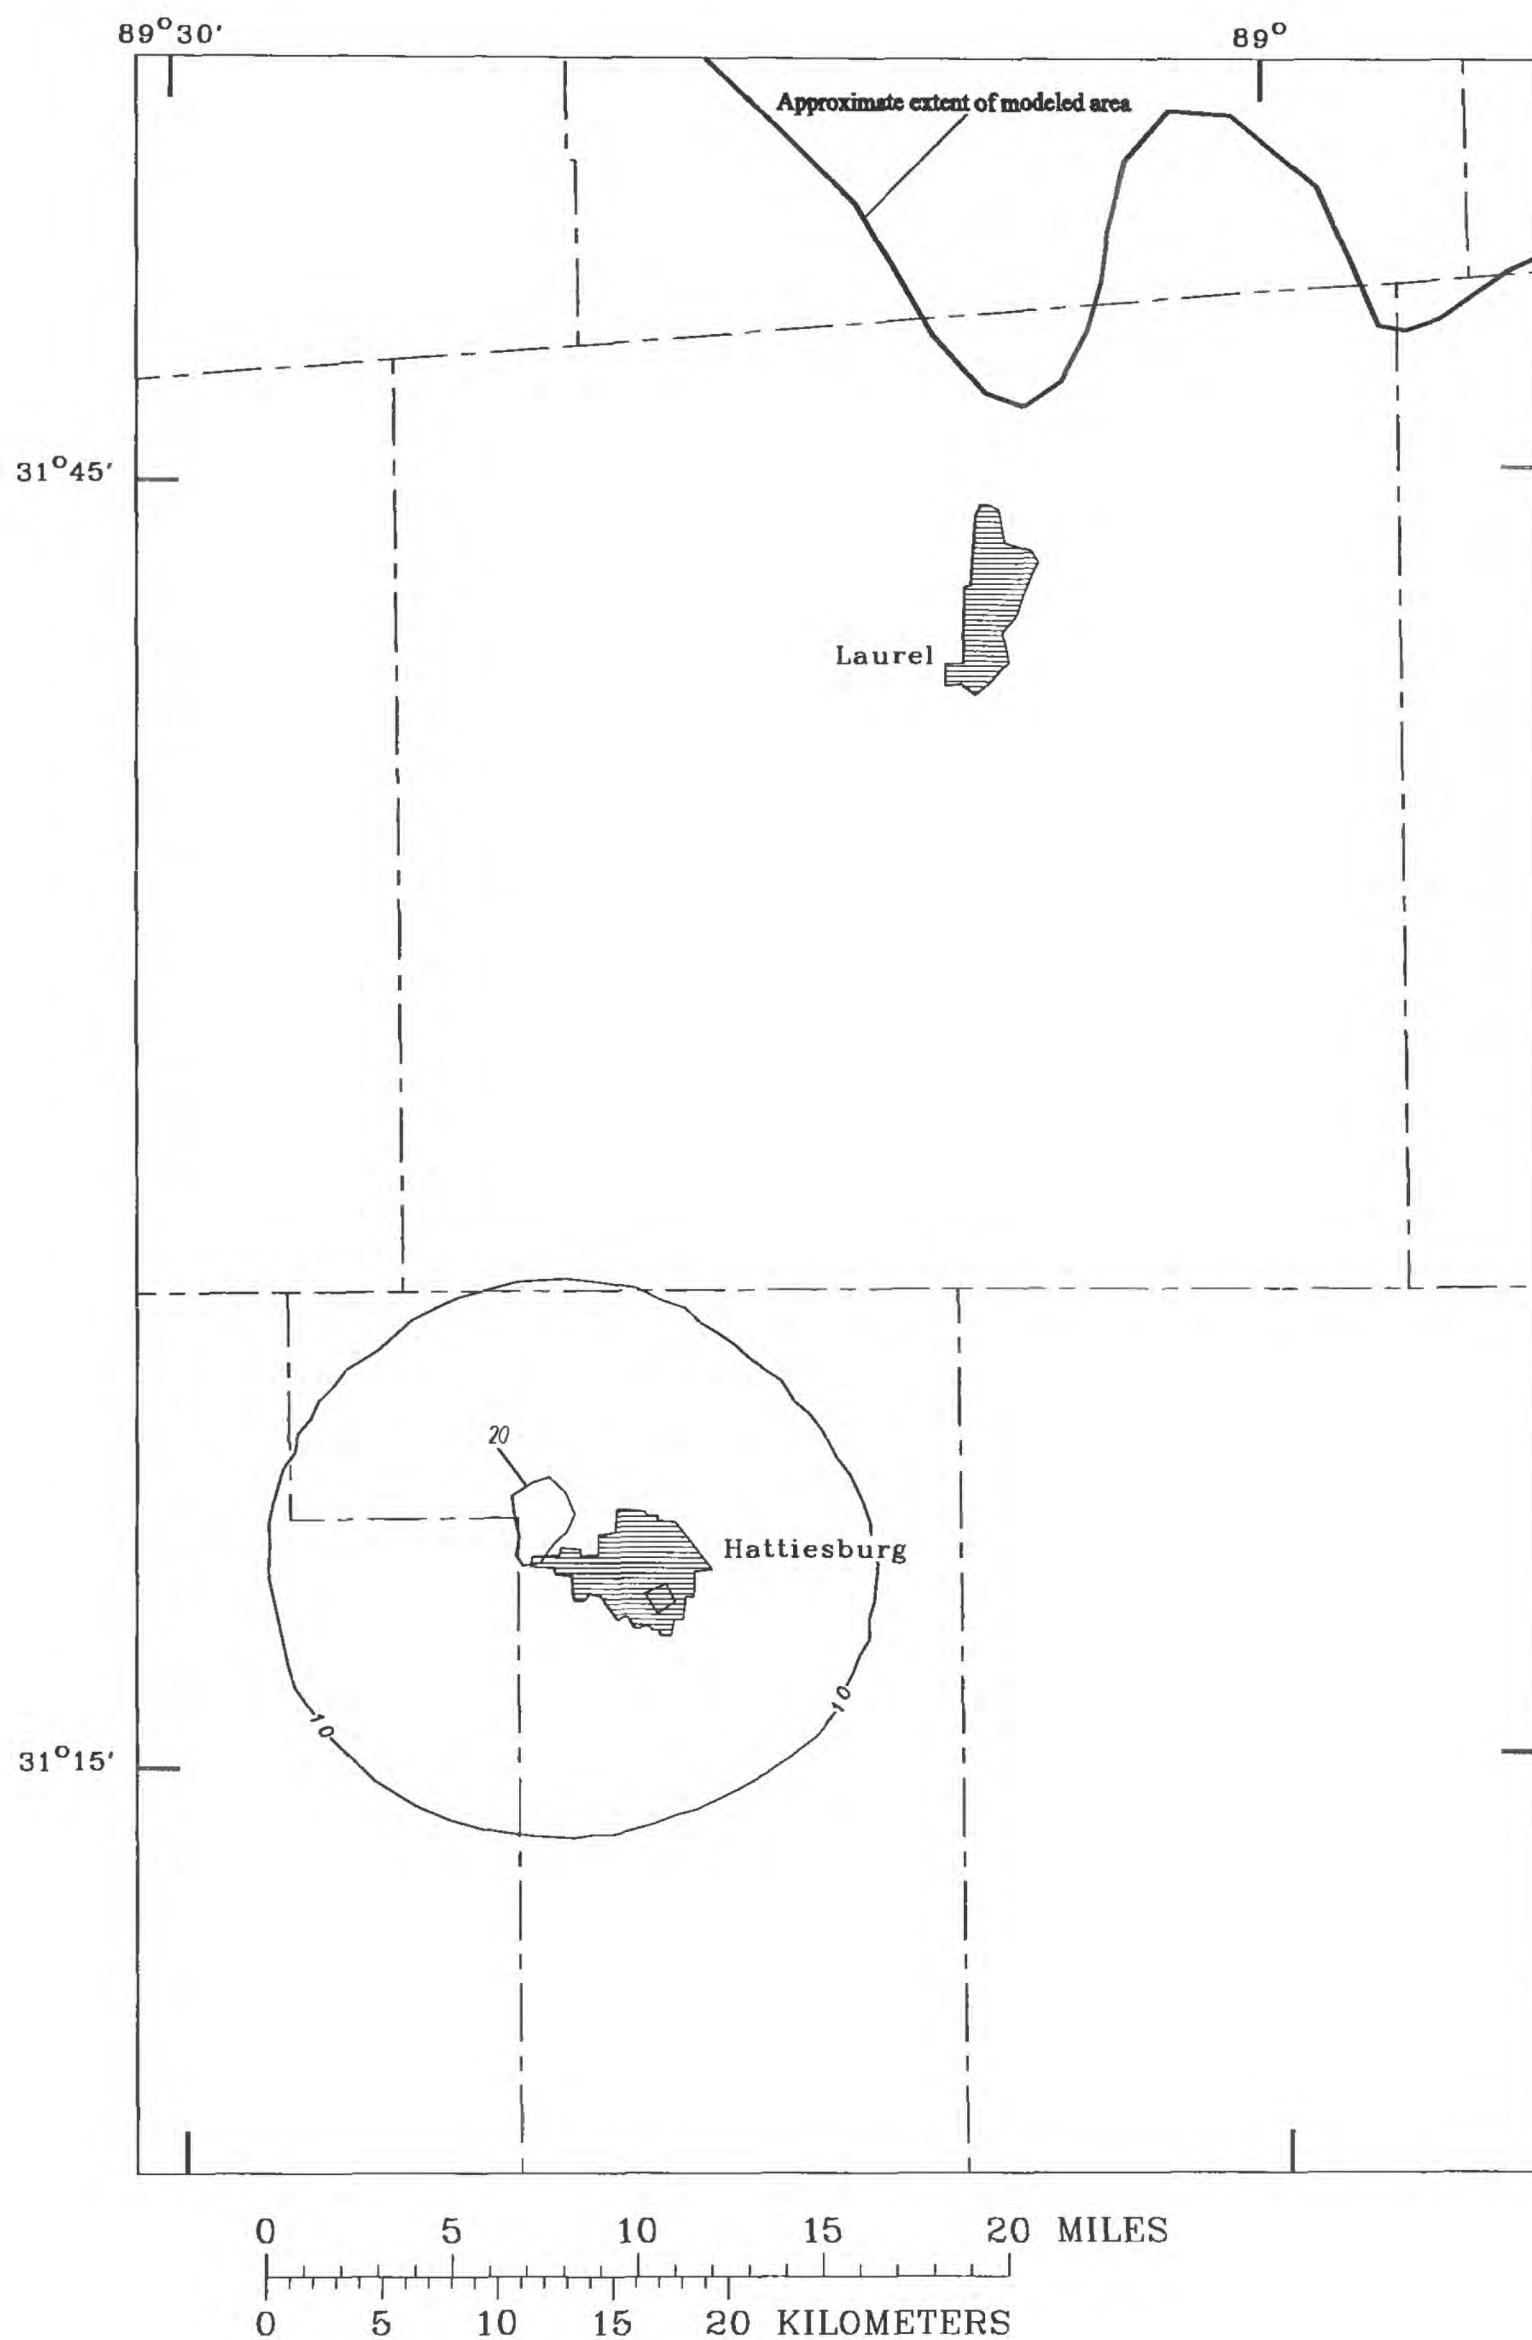 89°30' 89°
Approximate extent of modeled area
31°45'
Laurel
20
Hattiesburg
10
10
31°15'
0 5 10 15 20 MILES
0 5 10 15 20 KILOMETERS